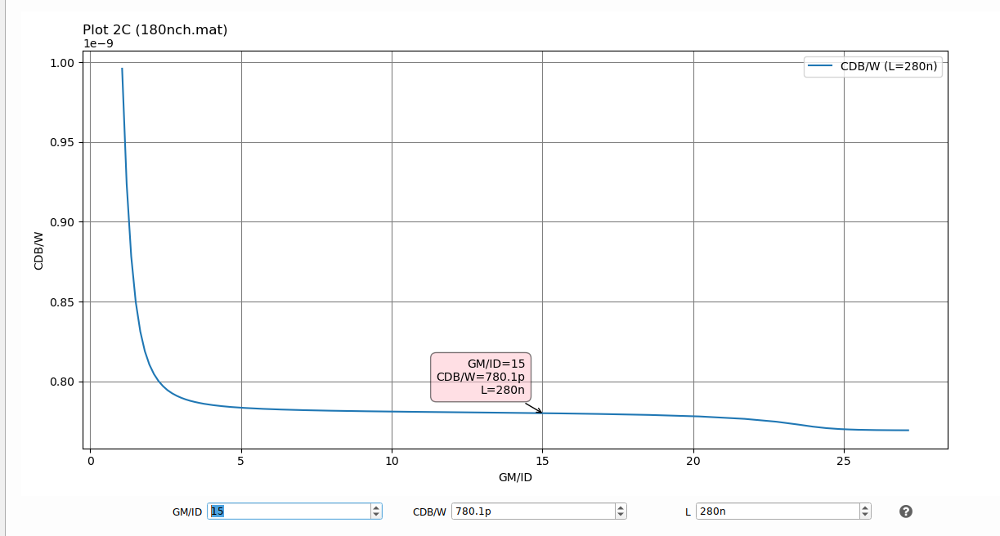 Plot 2C (180nch.mat)
1e−9
CDB/W (L=280n)
1.00
0.95
0.90
0.85
0.80
CDB/W
GM/ID=15
CDB/W=780.1p
L=280n
0 5 10 15 20 25
GM/ID
GM/ID 15 CDB/W 780.1p L 280n ?